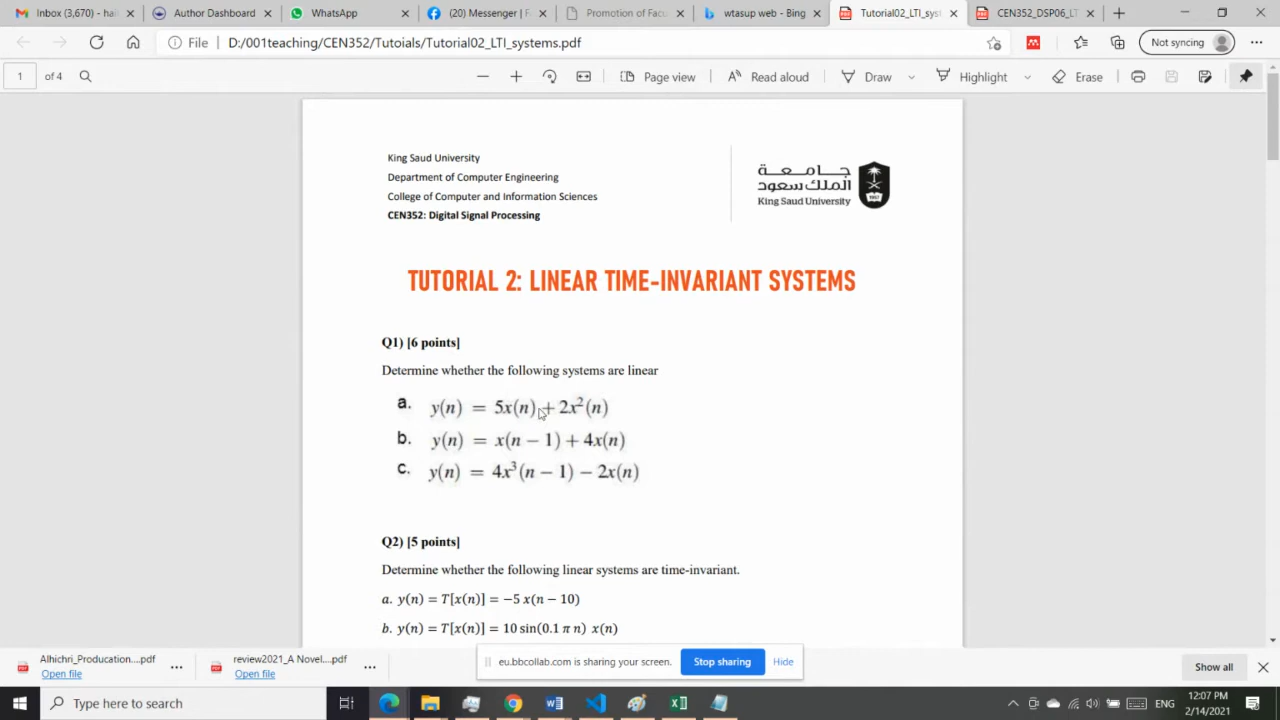 Inbox (3,670) - hai
Author Dashboard
WhatsApp
(20) Messenger | F
Promotion of Facu
wtasup web - Bing
Tutorial02_LTI_syst
CEN352_DSP06_LT
File
D:/001teaching/CEN352/Tutoials/Tutorial02_LTI_systems.pdf
Not syncing
1 of 4
Page view
Read aloud
Draw
Highlight
Erase
King Saud University
Department of Computer Engineering
College of Computer and Information Sciences
CEN352: Digital Signal Processing
جامعة
الملك سعود
King Saud University
1957
TUTORIAL 2: LINEAR TIME-INVARIANT SYSTEMS
Q1) [6 points]
Determine whether the following systems are linear
a. y(n) = 5x(n) + 2x²(n)
b. y(n) = x(n − 1) + 4x(n)
c. y(n) = 4x³(n − 1) − 2x(n)
Q2) [5 points]
Determine whether the following linear systems are time-invariant.
a. y(n) = T[x(n)] = −5 x(n − 10)
b. y(n) = T[x(n)] = 10 sin(0.1 π n) x(n)
eu.bbcollab.com is sharing your screen.
Stop sharing
Hide
Alhichri_Producation....pdf
Open file
review2021_A Novel....pdf
Open file
Show all
Type here to search
ENG
12:07 PM
2/14/2021